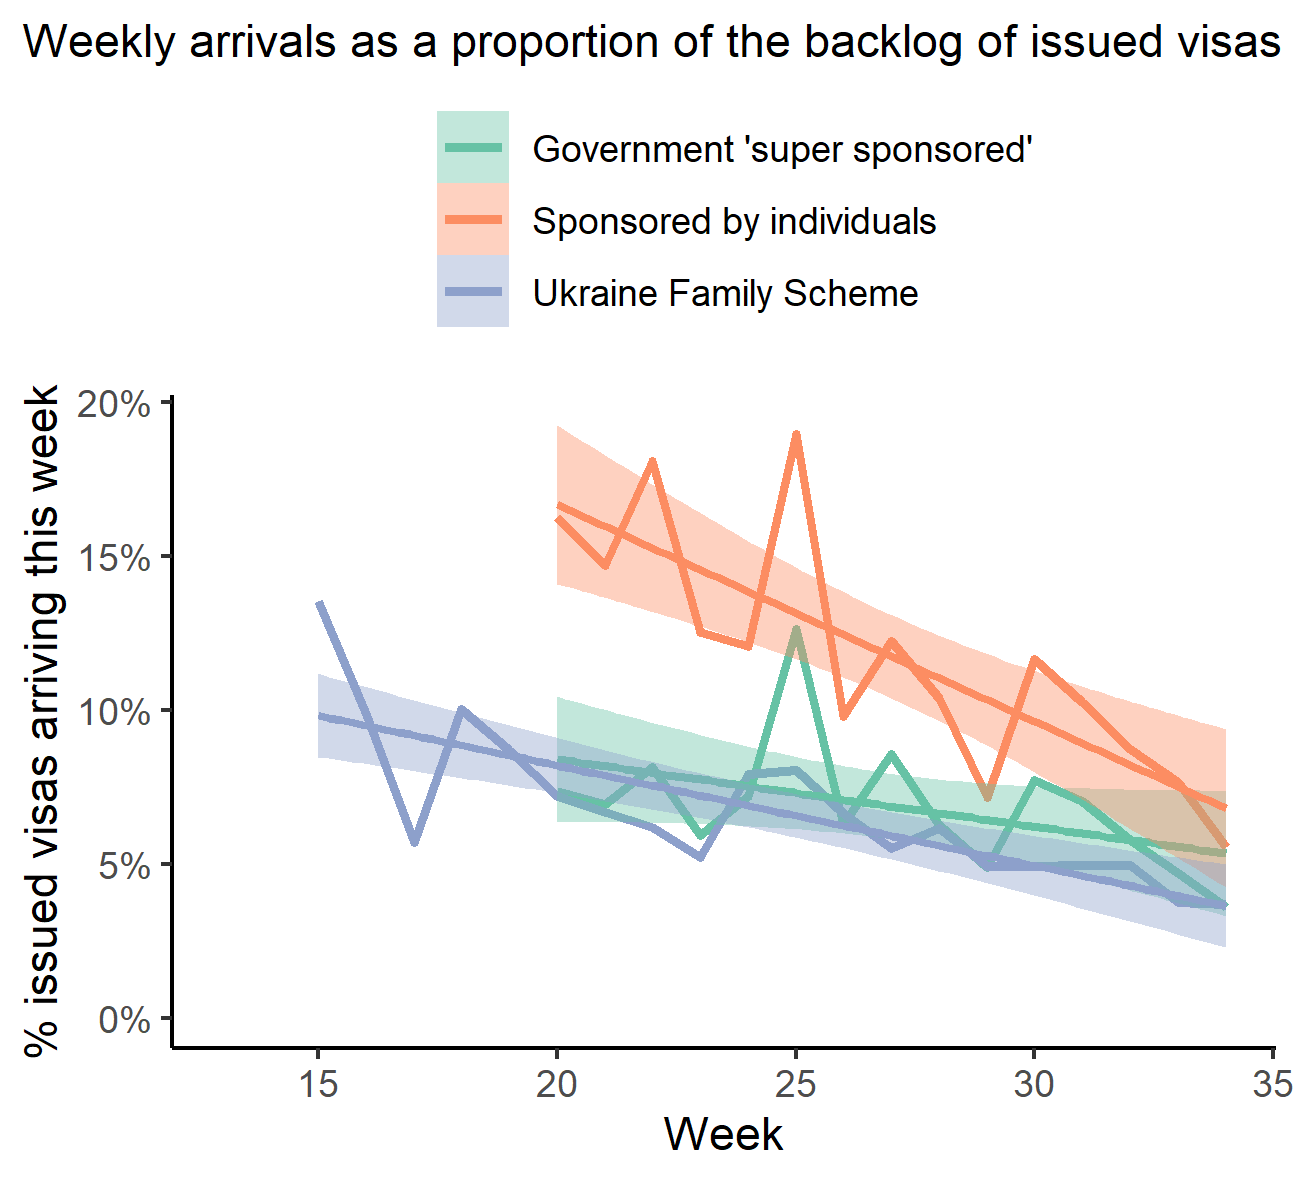 Weekly arrivals as a proportion of the backlog of issued visas
Government 'super sponsored'
Sponsored by individuals
Ukraine Family Scheme
% issued visas arriving this week
20%
15%
10%
5%
0%
15 20 25 30 35
Week